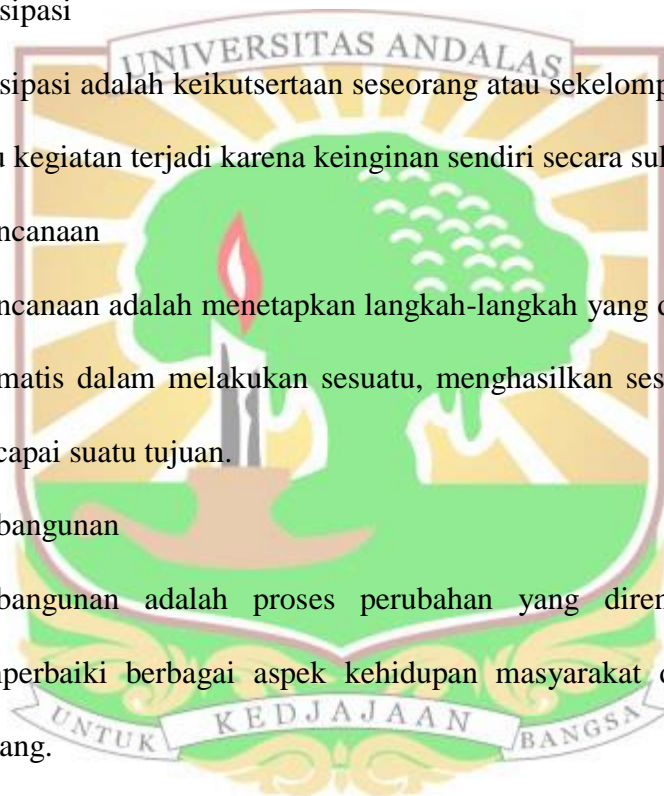 sipasi
UNIVERSITAS ANDALAS
sipasi adalah keikutsertaan seseorang atau sekelomp
u kegiatan terjadi karena keinginan sendiri secara su
ncanaan
ncanaan adalah menetapkan langkah-langkah yang d
matis dalam melakukan sesuatu, menghasilkan ses
capai suatu tujuan.
bangunan
bangunan adalah proses perubahan yang diren
perbaiki berbagai aspek kehidupan masyarakat d
ang.
UNTUK KEDJAJAAN BANGSA